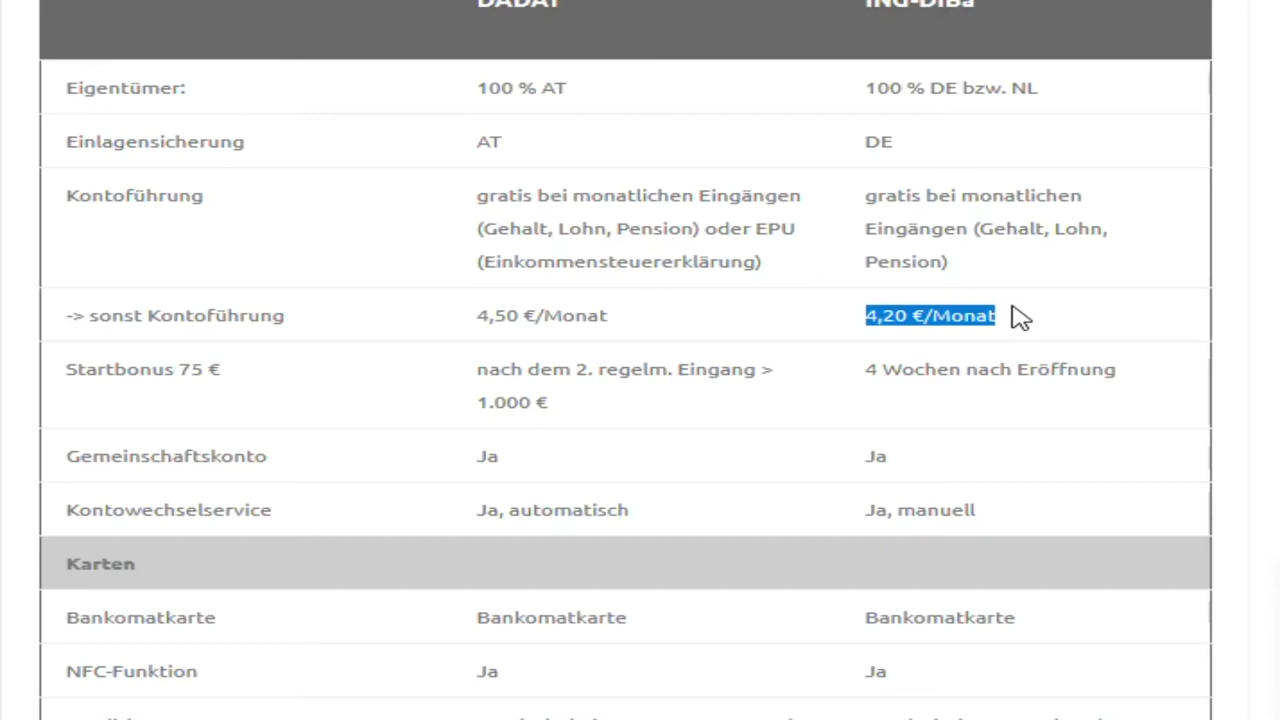 DADAT ING-DiBa
Eigentümer: 100 % AT 100 % DE bzw. NL
Einlagensicherung AT DE
Kontoführung gratis bei monatlichen Eingängen gratis bei monatlichen
(Gehalt, Lohn, Pension) oder EPU Eingängen (Gehalt, Lohn,
(Einkommensteuererklärung) Pension)
-> sonst Kontoführung 4,50 €/Monat 4,20 €/Monat
Startbonus 75 € nach dem 2. regelm. Eingang > 4 Wochen nach Eröffnung
1.000 €
Gemeinschaftskonto Ja Ja
Kontowechselservice Ja, automatisch Ja, manuell
Karten
Bankomatkarte Bankomatkarte Bankomatkarte
NFC-Funktion Ja Ja